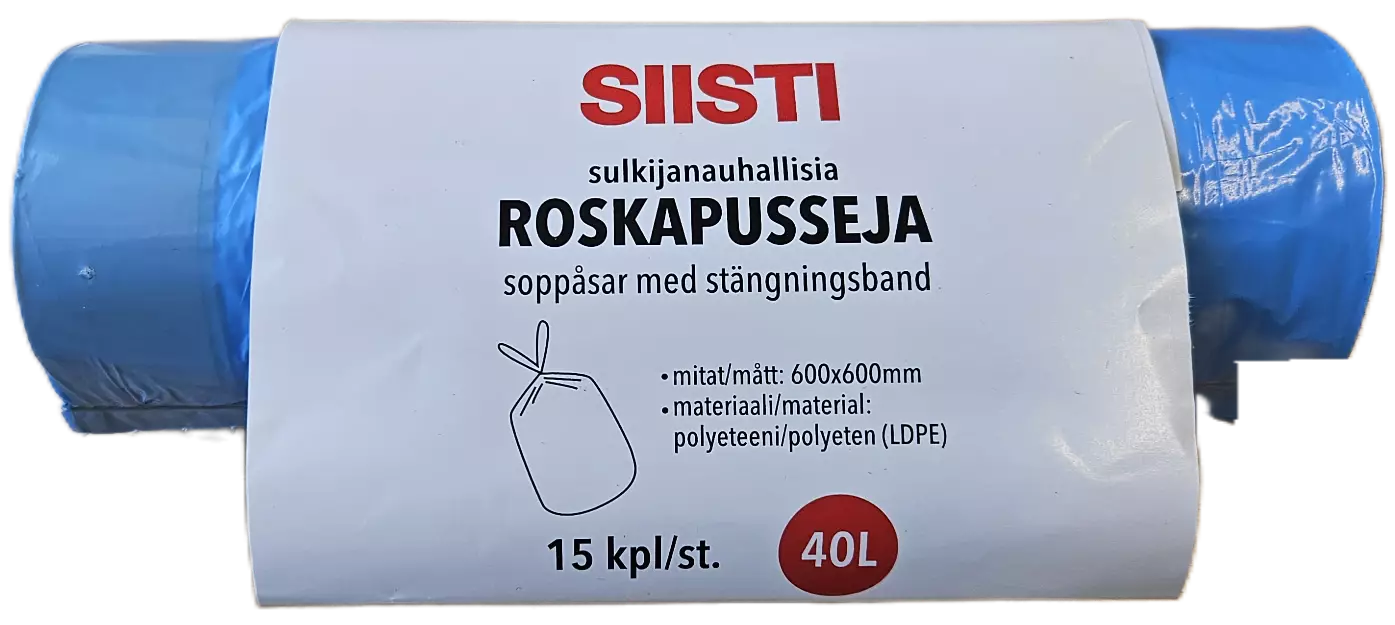 SIISTI
sulkijanauhallisia
ROSKAPUSSEJA
soppåsar med stängningsband
• mitat/mått: 600x600mm
• materiaali/material:
polyeteeni/polyeten (LDPE)
15 kpl/st.
40L